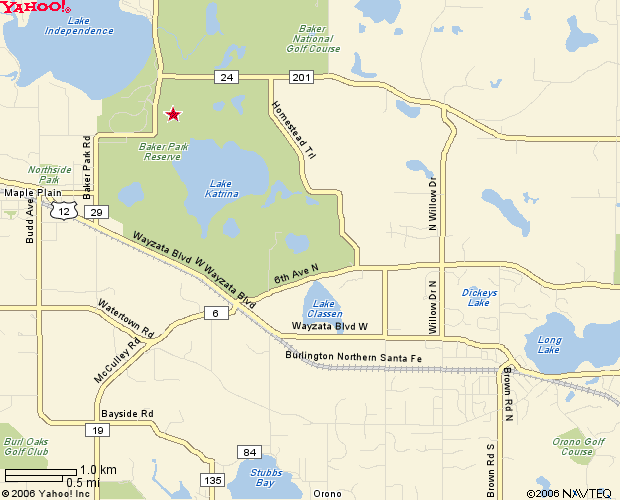 YAHOO!
Lake
Independence
Baker
National
Golf Course
24
201
Homestead Trl
Baker Park Rd
Baker Park
Reserve
Northside
Park
Maple Plain
Lake
Katrina
N Willow Dr
12
29
Budd Ave
Wayzata Blvd W
Wayzata Blvd
6th Ave N
Willow Dr N
Dickeys
Lake
Lake
Classen
Watertown Rd
6
Wayzata Blvd W
Long
Lake
McCulley Rd
Burlington Northern Santa Fe
Brown Rd N
Bayside Rd
19
Burl Oaks
Golf Club
84
Orono Golf
Course
Brown Rd S
1.0 km
0.5 mi
135
Stubbs
Bay
©2006 Yahoo! Inc
Orono
©2006 NAVTEQ